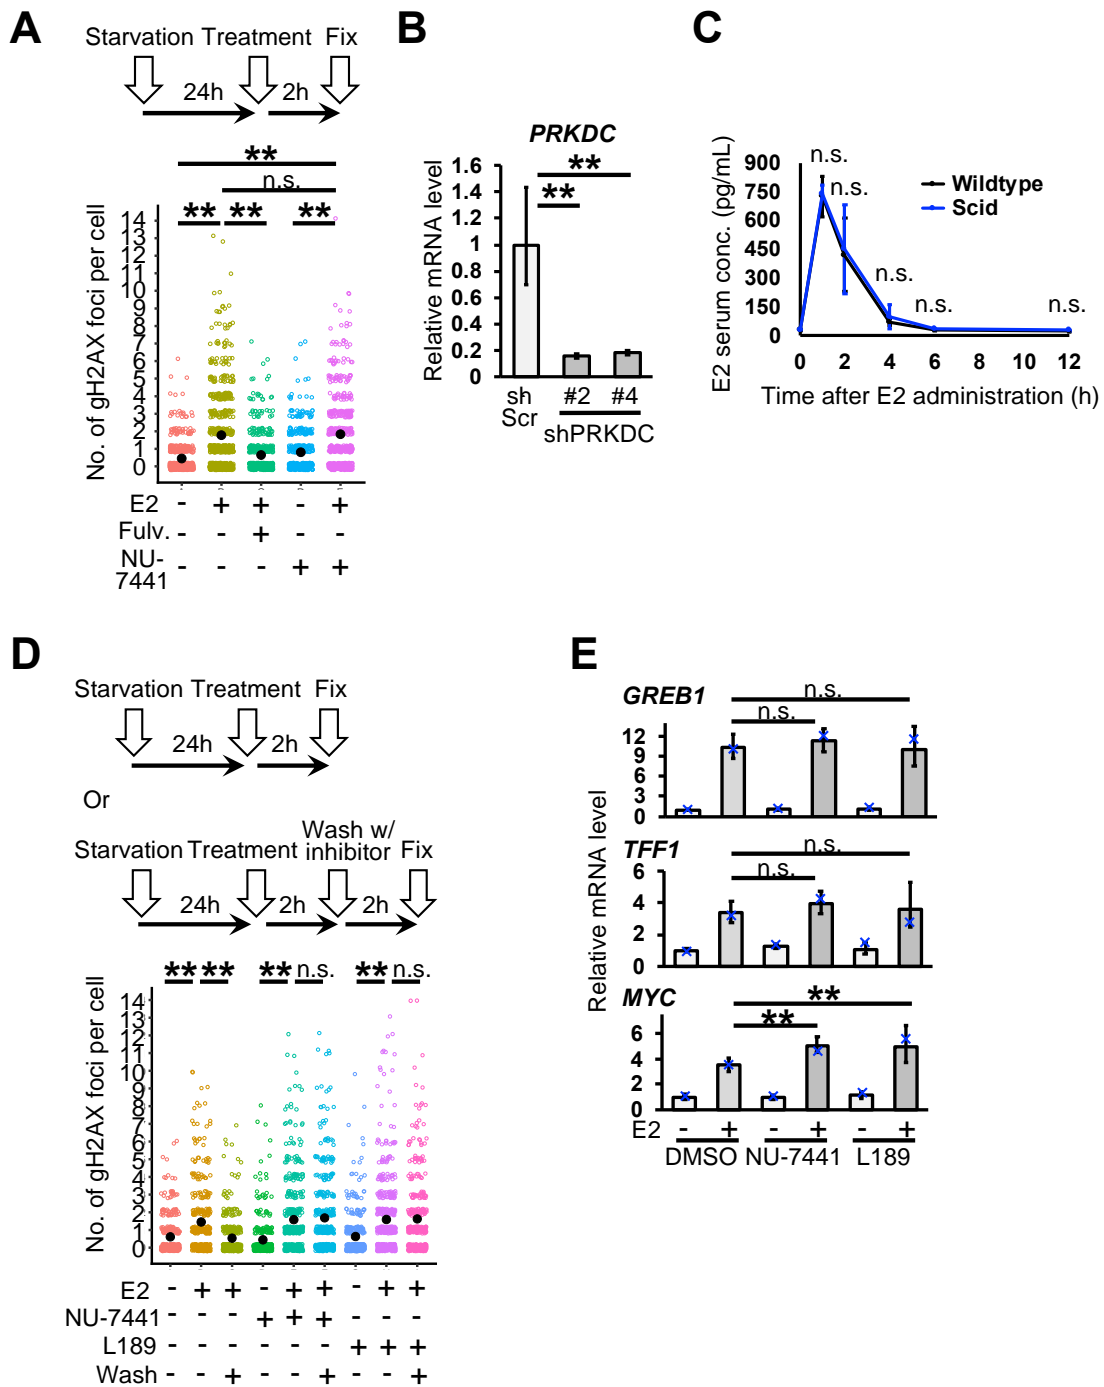 A
Starvation Treatment Fix
24h 2h
**
n.s.
** ** **
No. of gH2AX foci per cell
14
13
12
11
10
9
8
7
6
5
4
3
2
1
0
E2 - + + - +
Fulv. - - + - -
NU-7441 - - - + +
B
PRKDC
**
**
Relative mRNA level
1.6
1.4
1.2
1
0.8
0.6
0.4
0.2
0
sh Scr #2 #4
shPRKDC
C
E2 serum conc. (pg/mL)
900
750
600
450
300
150
0
n.s.
n.s.
n.s.
n.s.
n.s.
Wildtype
Scid
0 2 4 6 8 10 12
Time after E2 administration (h)
D
Starvation Treatment Fix
24h 2h
Or
Wash w/
inhibitor
Starvation Treatment Fix
24h 2h 2h
** ** ** n.s. ** n.s.
No. of gH2AX foci per cell
14
13
12
11
10
9
8
7
6
5
4
3
2
1
0
E2 - + + - + + - + +
NU-7441 - - - + + + - - -
L189 - - - - - - + + +
Wash - - + - - + - - +
E
Relative mRNA level
GREB1
n.s.
n.s.
12
9
6
3
0
TFF1
n.s.
n.s.
6
4
2
0
MYC
**
**
6
4
2
0
E2 - + - + - +
DMSO NU-7441 L189